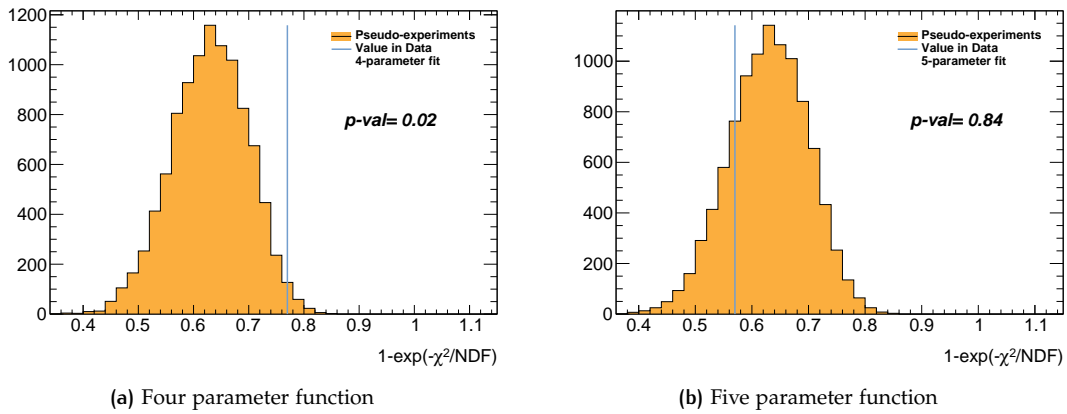 1200
1000
800
600
400
200
0
Pseudo-experiments
Value in Data
4-parameter fit
p-val= 0.02
0.4 0.5 0.6 0.7 0.8 0.9 1 1.1
1-exp(-χ²/NDF)
(a) Four parameter function
1000
800
600
400
200
0
Pseudo-experiments
Value in Data
5-parameter fit
p-val= 0.84
0.4 0.5 0.6 0.7 0.8 0.9 1 1.1
1-exp(-χ²/NDF)
(b) Five parameter function